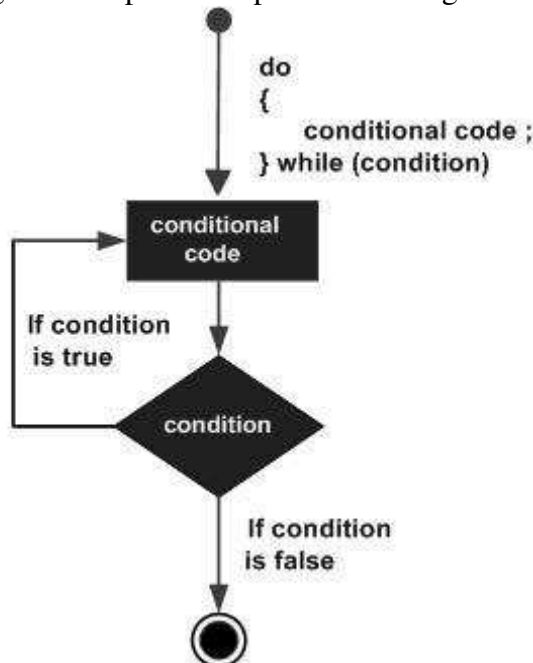 do
{
conditional code ;
} while (condition)
conditional
code
If condition
is true
condition
If condition
is false